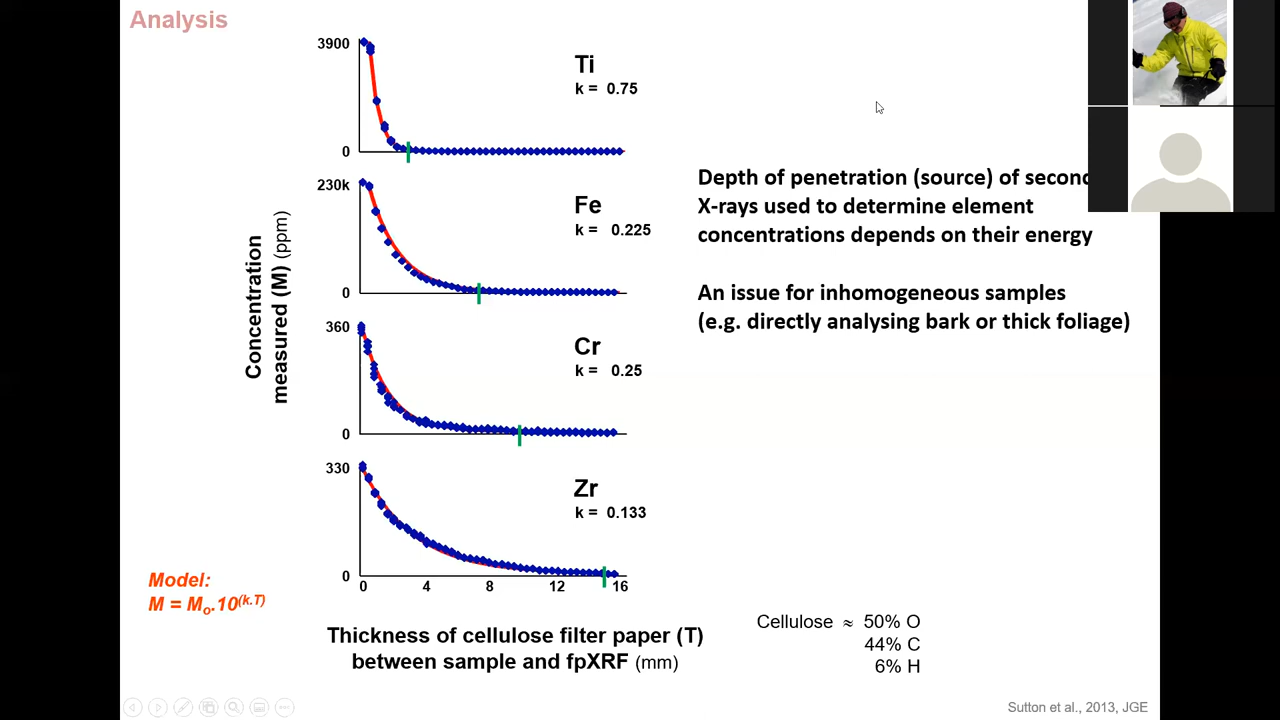 Analysis
3900
0
Ti
k = 0.75
230k
0
Fe
k = 0.225
360
0
Cr
k = 0.25
330
0
Zr
k = 0.133
0 4 8 12 16
Concentration
measured (M) (ppm)
Thickness of cellulose filter paper (T)
between sample and fpXRF (mm)
Model:
M = Mo.10(k.T)
Depth of penetration (source) of
X-rays used to determine element
concentrations depends on their energy
An issue for inhomogeneous samples
(e.g. directly analysing bark or thick foliage)
Cellulose ≈ 50% O
44% C
6% H
Sutton et al., 2013, JGE